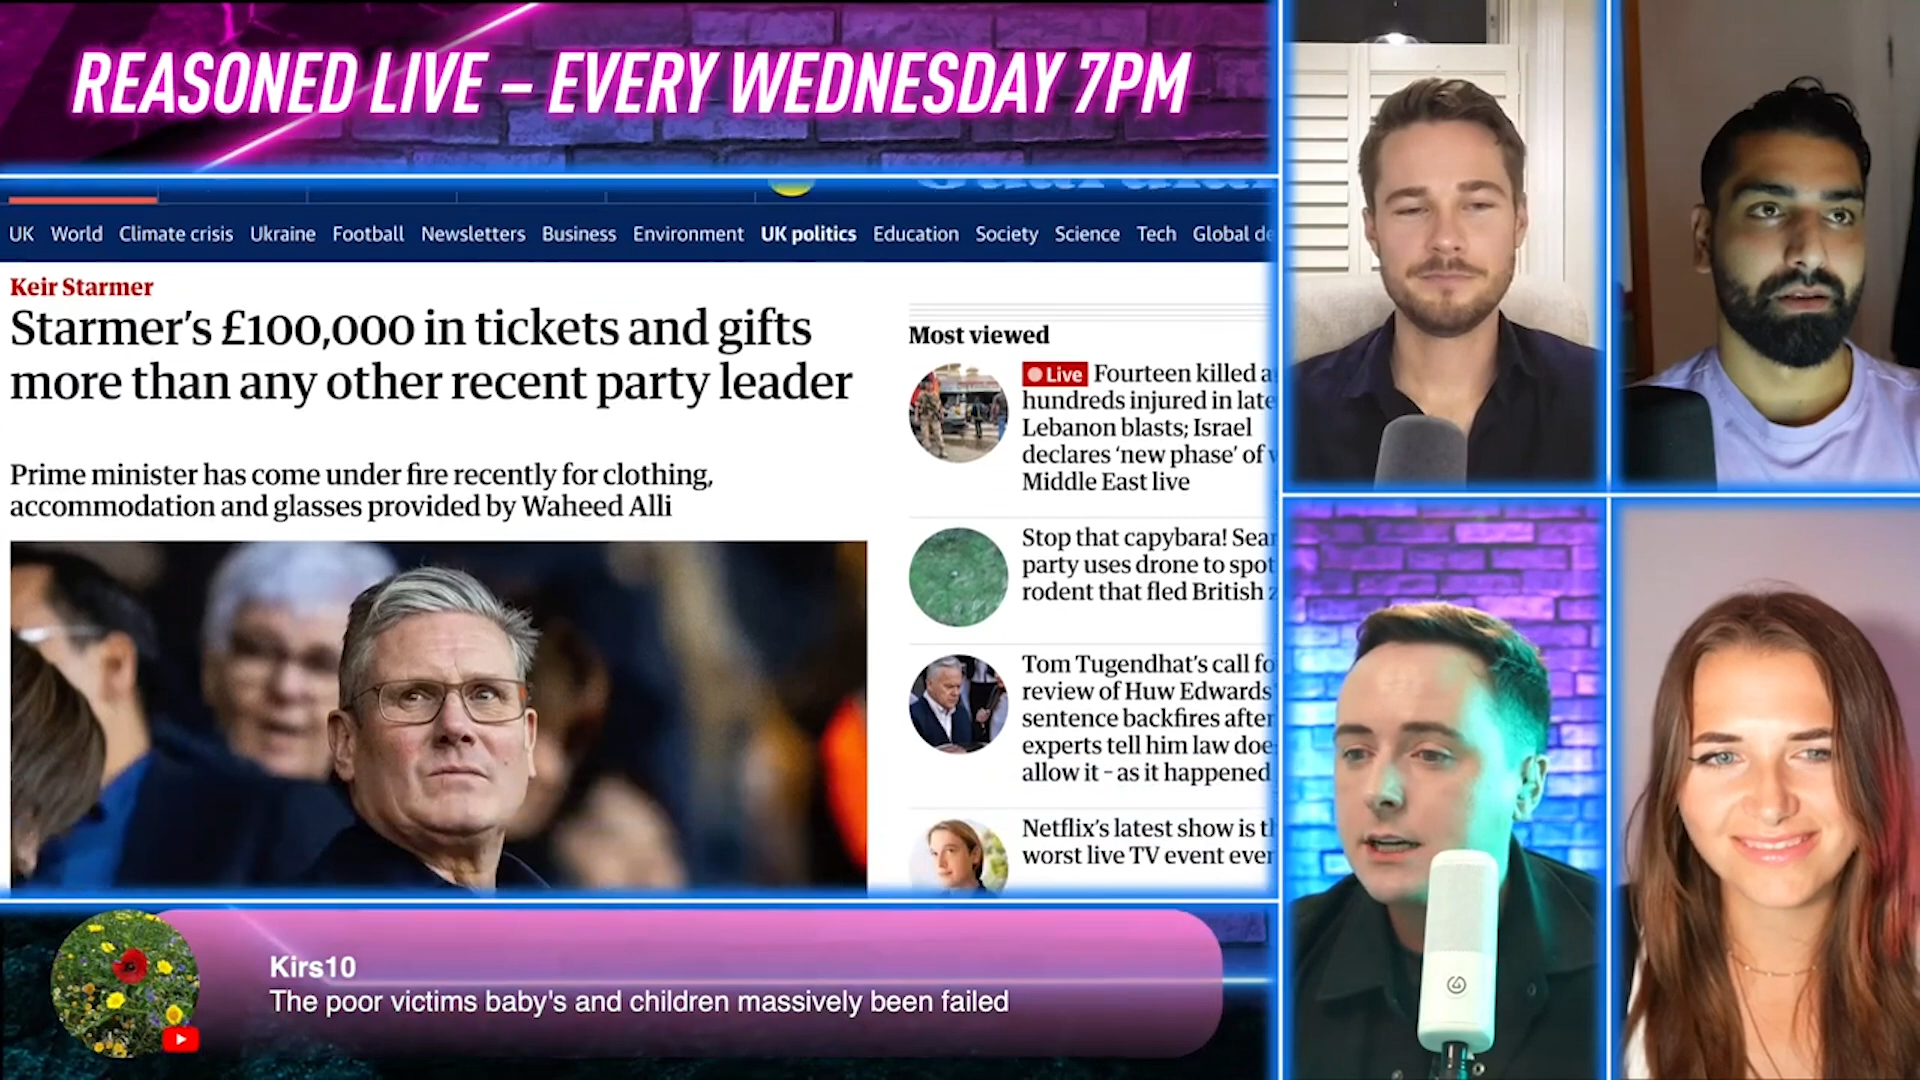 REASONED LIVE – EVERY WEDNESDAY 7PM
UK World Climate crisis Ukraine Football Newsletters Business Environment UK politics Education Society Science Tech Global
Keir Starmer
Starmer's £100,000 in tickets and gifts
more than any other recent party leader
Prime minister has come under fire recently for clothing,
accommodation and glasses provided by Waheed Alli
Most viewed
Live Fourteen killed
hundreds injured in late
Lebanon blasts; Israel
declares 'new phase' of
Middle East live
Stop that capybara!
party uses drone to spot
rodent that fled British
Tom Tugendhat's call
review of Huw Edwards'
sentence backfires after
experts tell him law
allow it – as it happened
Netflix's latest show is
worst live TV event ever
Kirs10
The poor victims baby's and children massively been failed